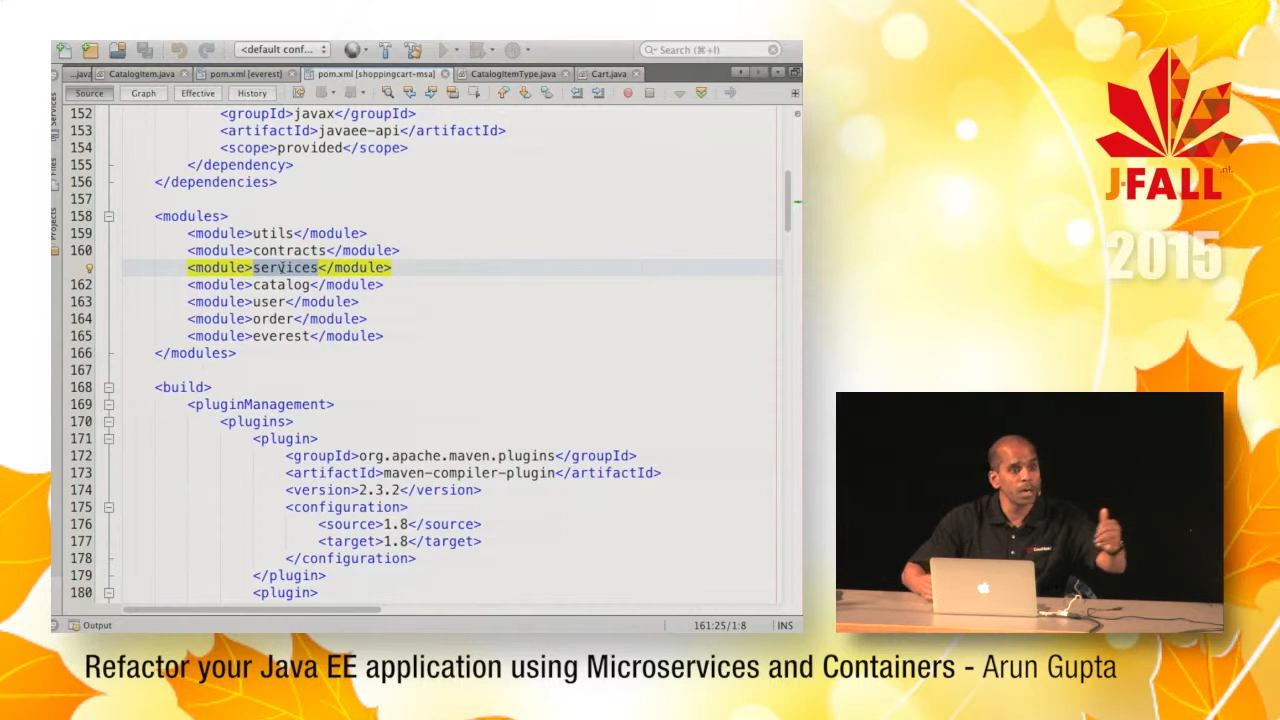 <default conf...
Search (⌘+I)
...java
CatalogItem.java
pom.xml [everest]
pom.xml [shoppingcart-msa]
CatalogItemType.java
Cart.java
Source
Graph
Effective
History
Services
Files
Projects
152 <groupId>javax</groupId>
153 <artifactId>javaee-api</artifactId>
154 <scope>provided</scope>
155 </dependency>
156 </dependencies>
157
158 <modules>
159 <module>utils</module>
160 <module>contracts</module>
<module>services</module>
162 <module>catalog</module>
163 <module>user</module>
164 <module>order</module>
165 <module>everest</module>
166 </modules>
167
168 <build>
169 <pluginManagement>
170 <plugins>
171 <plugin>
172 <groupId>org.apache.maven.plugins</groupId>
173 <artifactId>maven-compiler-plugin</artifactId>
174 <version>2.3.2</version>
175 <configuration>
176 <source>1.8</source>
177 <target>1.8</target>
178 </configuration>
179 </plugin>
180 <plugin>
Output
161:25/1:8
INS
J-FALL.nl
2015
Refactor your Java EE application using Microservices and Containers - Arun Gupta